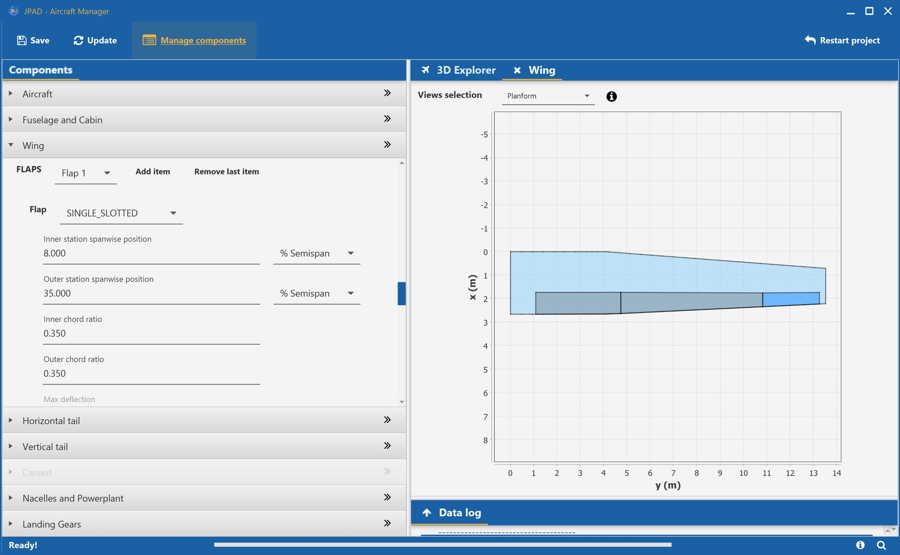 JPAD - Aircraft Manager
Save Update Manage components Restart project
Components
3D Explorer Wing
Aircraft
Fuselage and Cabin
Wing
FLAPS Flap 1 Add item Remove last item
Flap SINGLE_SLOTTED
Inner station spanwise position
8.000 % Semispan
Outer station spanwise position
35.000 % Semispan
Inner chord ratio
0.350
Outer chord ratio
0.350
Max deflection
Horizontal tail
Vertical tail
Canard
Nacelles and Powerplant
Landing Gears
Views selection Planform
-5
-4
-3
-2
-1
0
1
2
3
4
5
6
7
8
x (m)
0 1 2 3 4 5 6 7 8 9 10 11 12 13 14
y (m)
Data log
Ready!